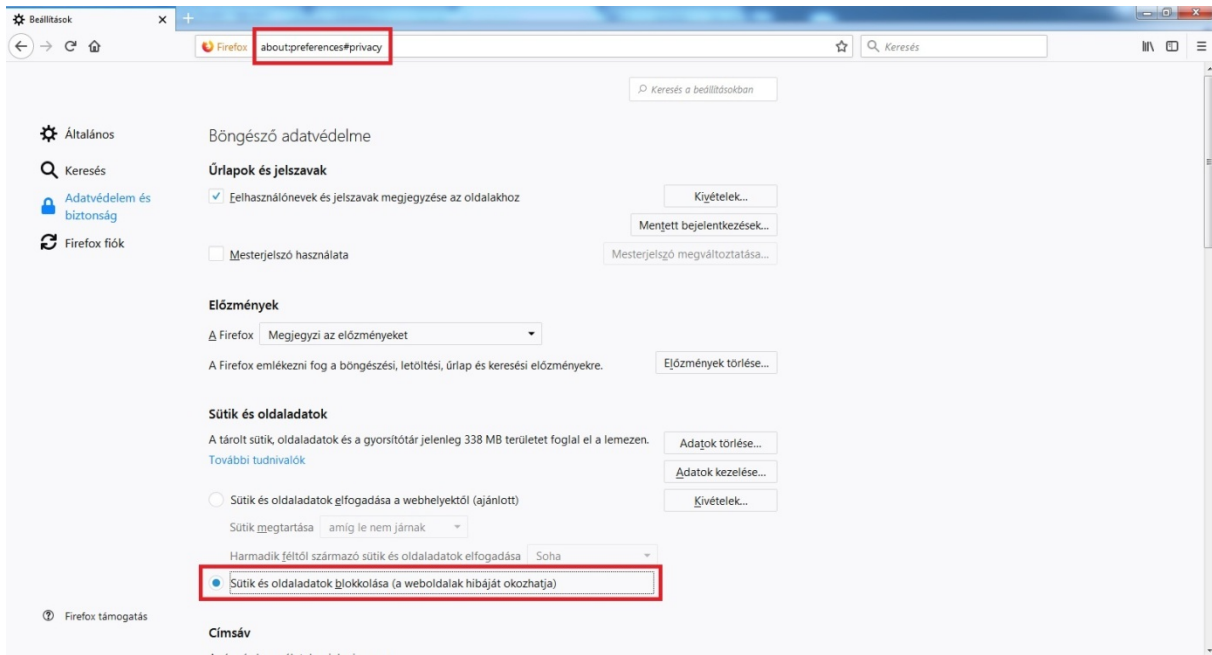 Beállítások
Firefox about:preferences#privacy
Keresés
Keresés a beállításokban
Általános
Keresés
Adatvédelem és
biztonság
Firefox fiók
Firefox támogatás
Böngésző adatvédelme
Űrlapok és jelszavak
Felhasználónevek és jelszavak megjegyzése az oldalakhoz
Kivételek...
Mentett bejelentkezések...
Mesterjelszó használata
Mesterjelszó megváltoztatása...
Előzmények
A Firefox Megjegyzi az előzményeket
A Firefox emlékezni fog a böngészési, letöltési, űrlap és keresési előzményekre.
Előzmények törlése...
Sütik és oldaladatok
A tárolt sütik, oldaladatok és a gyorsítótár jelenleg 338 MB területet foglal el a lemezen.
Adatok törlése...
További tudnivalók
Adatok kezelése...
Sütik és oldaladatok elfogadása a webhelyektől (ajánlott)
Kivételek...
Sütik megtartása amíg le nem járnak
Harmadik féltől származó sütik és oldaladatok elfogadása Soha
Sütik és oldaladatok blokkolása (a weboldalak hibáját okozhatja)
Címsáv